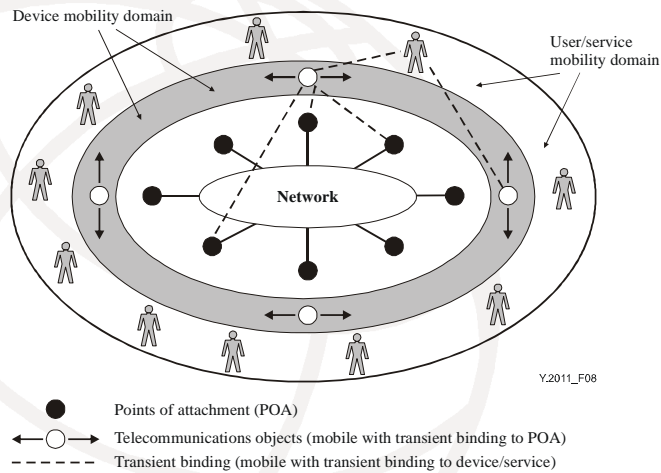 Device mobility domain
User/service
mobility domain
Network
Y.2011_F08
Points of attachment (POA)
Telecommunications objects (mobile with transient binding to POA)
Transient binding (mobile with transient binding to device/service)